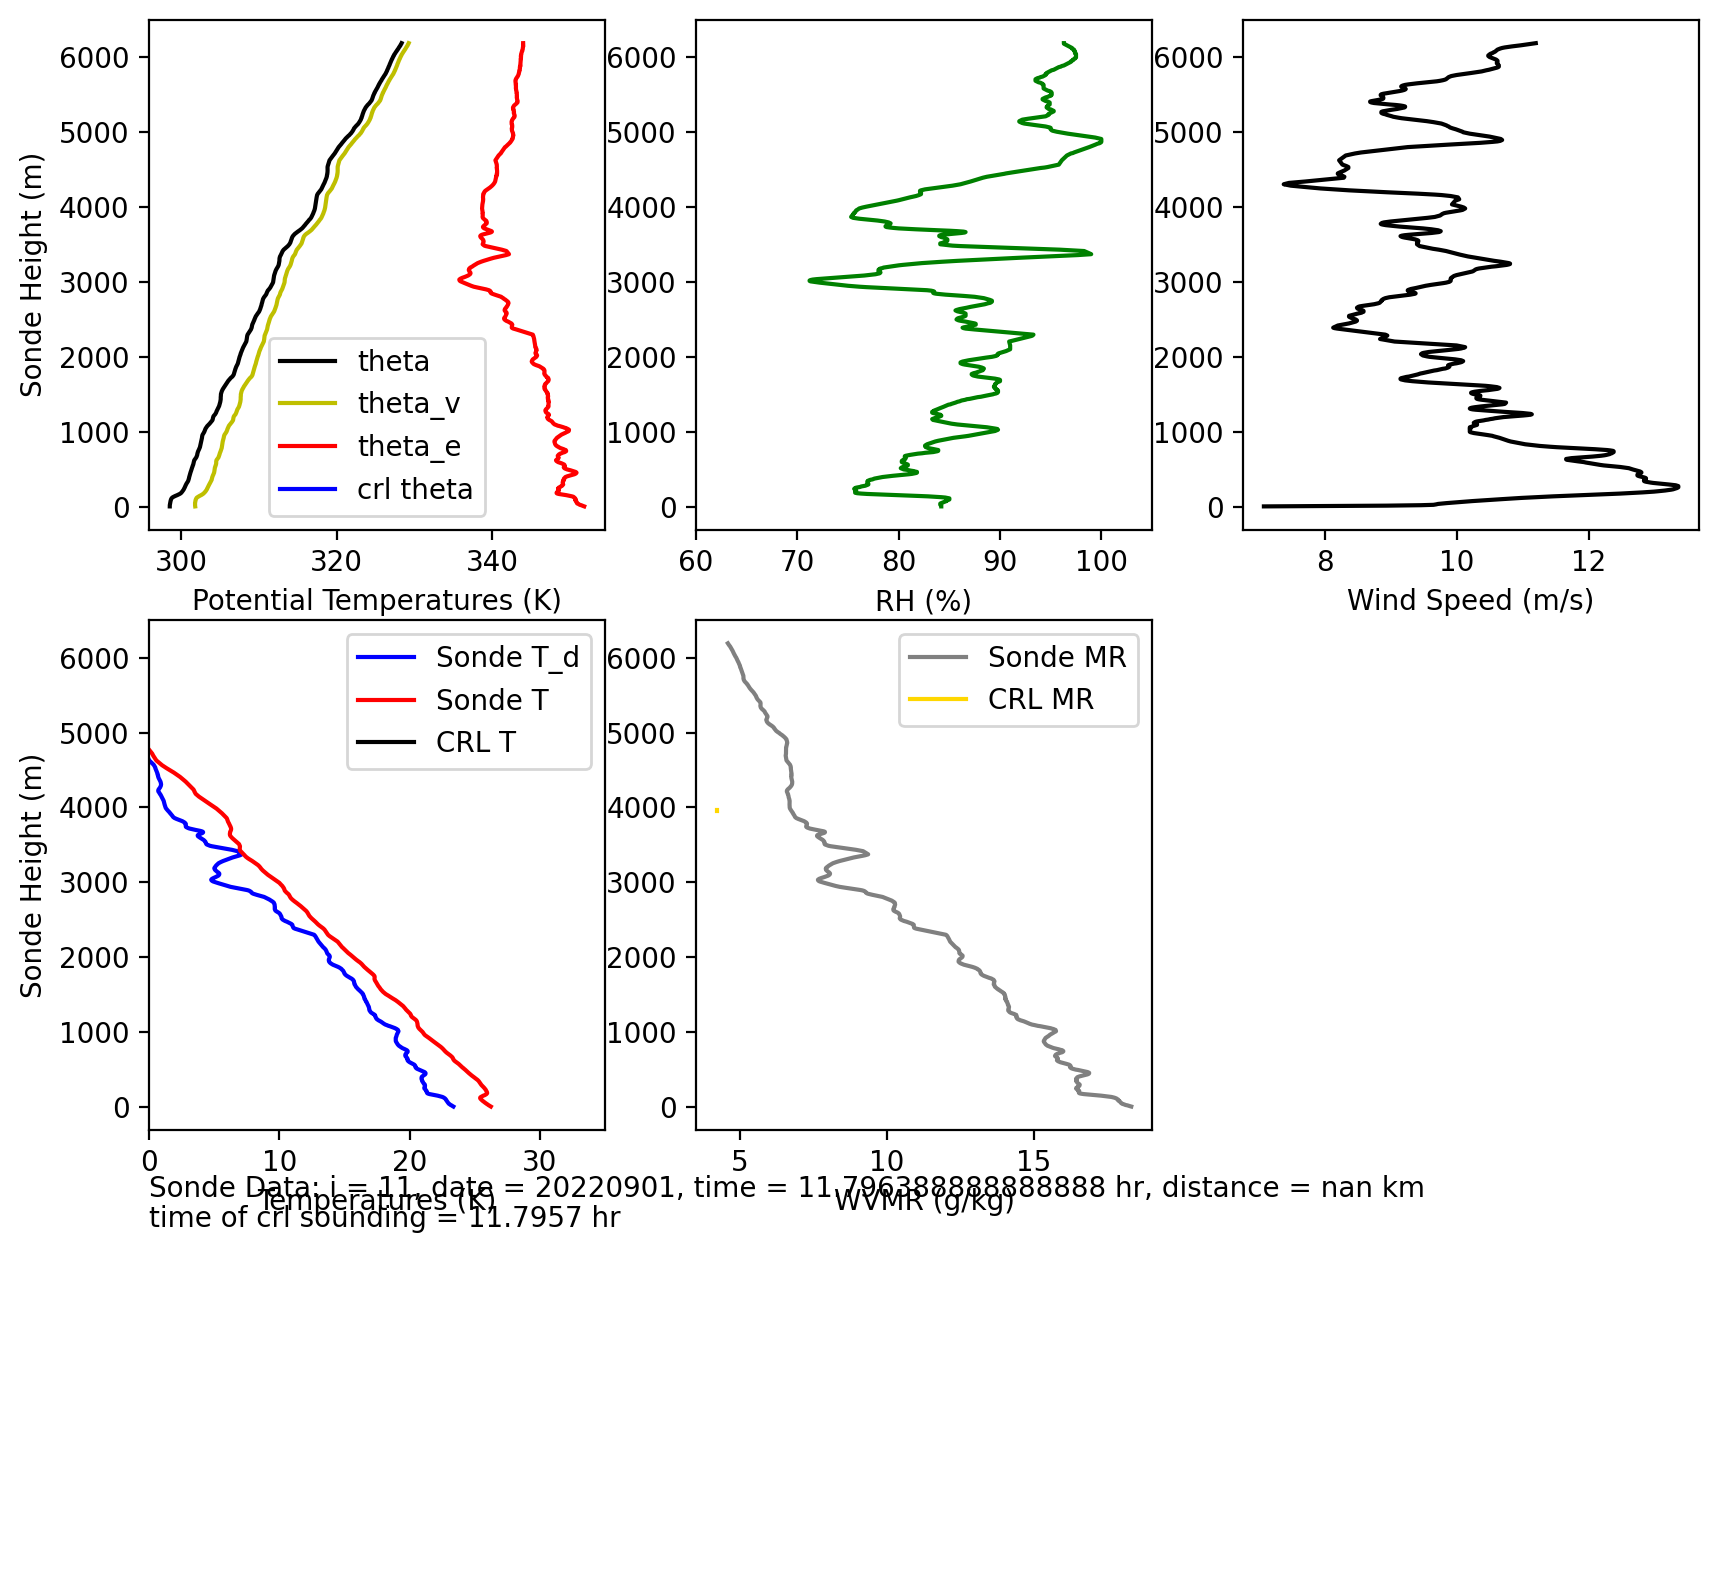 6000
5000
4000
3000
2000
1000
0
Sonde Height (m)
theta
theta_v
theta_e
crl theta
300
320
340
Potential Temperatures (K)
6000
5000
4000
3000
2000
1000
0
60
70
80
90
100
RH (%)
6000
5000
4000
3000
2000
1000
0
8
10
12
Wind Speed (m/s)
6000
5000
4000
3000
2000
1000
0
Sonde Height (m)
Sonde T_d
Sonde T
CRL T
0
10
20
30
Temperatures (K)
6000
5000
4000
3000
2000
1000
0
Sonde MR
CRL MR
5
10
15
WVMR (g/kg)
Sonde Data: i = 11, date = 20220901, time = 11.796388888888888 hr, distance = nan km
time of crl sounding = 11.7957 hr